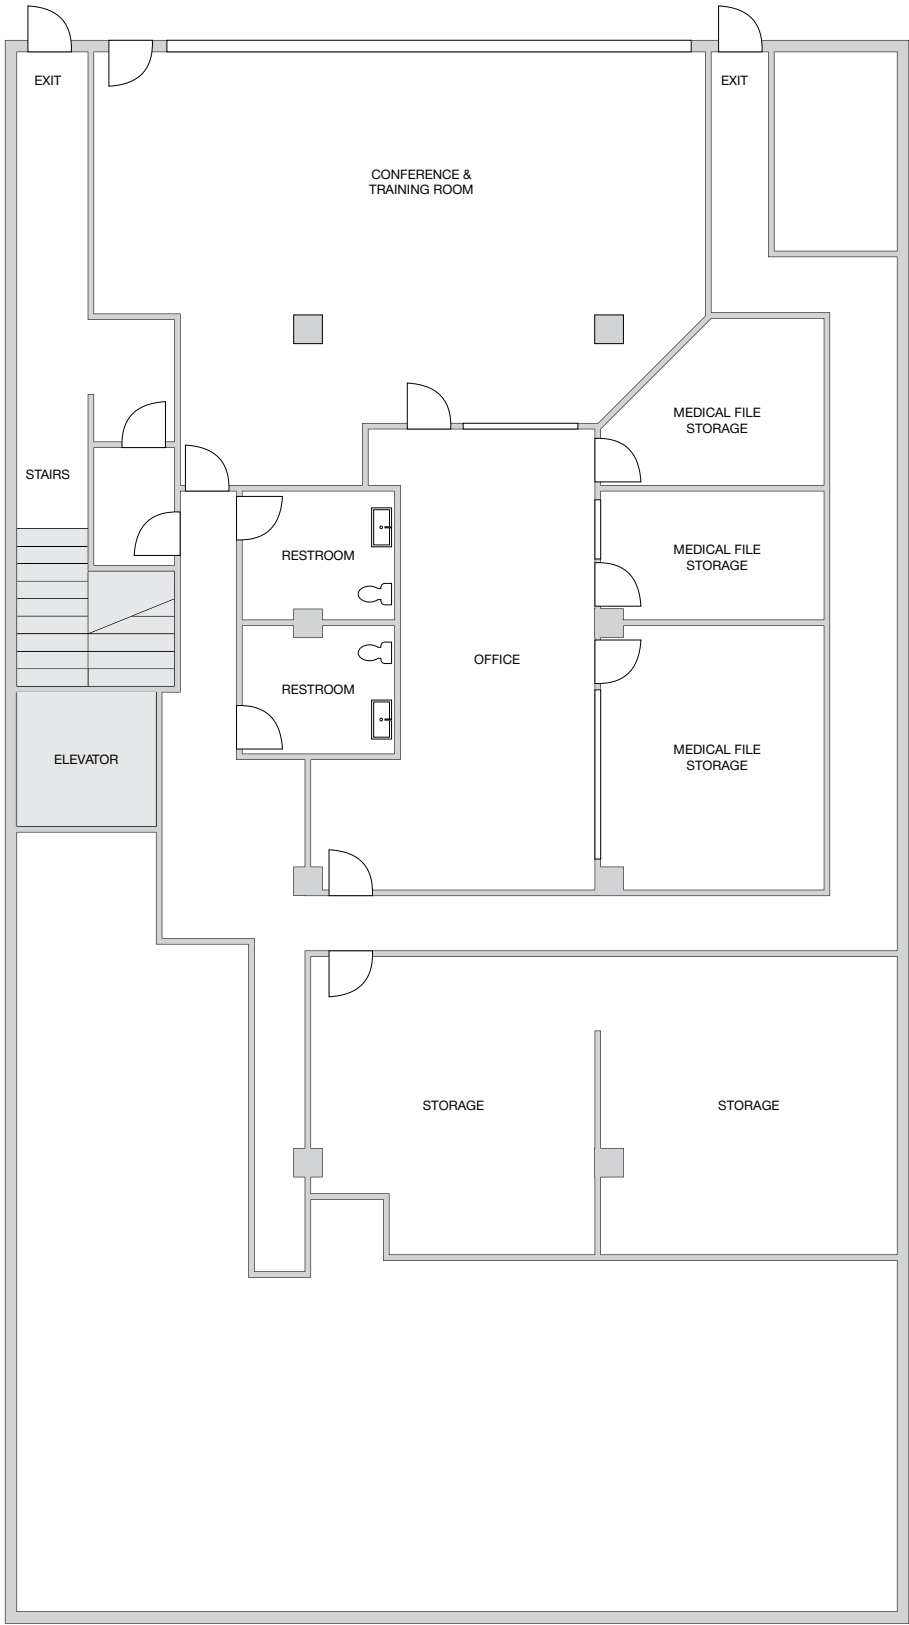 EXIT
EXIT
CONFERENCE &
TRAINING ROOM
MEDICAL FILE
STORAGE
STAIRS
RESTROOM
MEDICAL FILE
STORAGE
OFFICE
RESTROOM
MEDICAL FILE
STORAGE
ELEVATOR
STORAGE
STORAGE